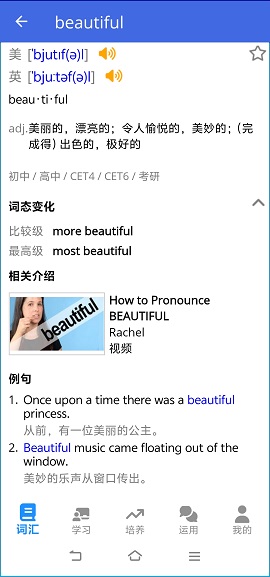 beautiful
美 ['bjutɪf(ə)l]
英 ['bjuːtəf(ə)l]
beau·ti·ful
adj.美丽的，漂亮的；令人愉悦的，美妙的；(完
成得)出色的，极好的
初中 / 高中 / CET4 / CET6 / 考研
词态变化
比较级 more beautiful
最高级 most beautiful
相关介绍
beautiful
How to Pronounce
BEAUTIFUL
Rachel
视频
例句
1. Once upon a time there was a beautiful
princess.
从前，有一位美丽的公主。
2. Beautiful music came floating out of the
window.
美妙的乐声从窗口传出。
词汇 学习 培养 运用 我的